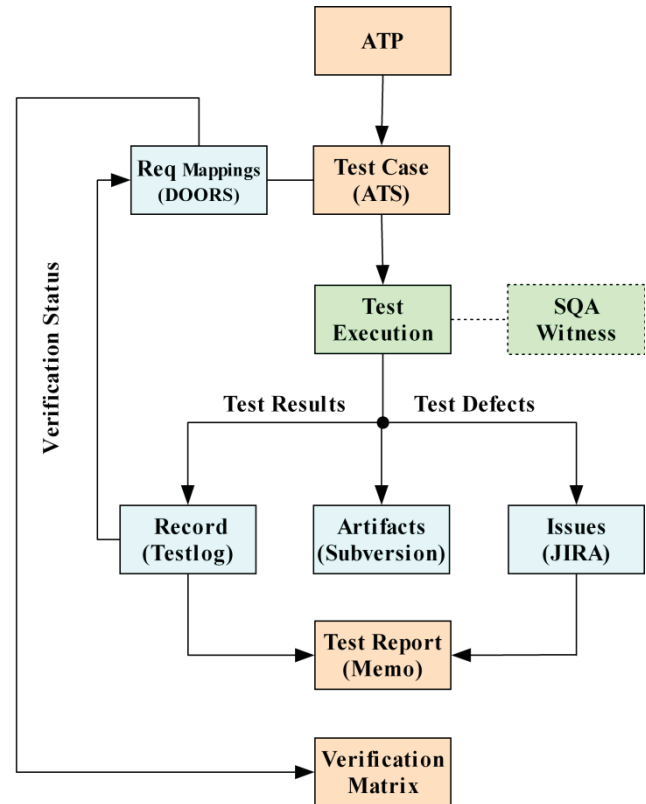 ATP
Req Mappings
(DOORS)
Test Case
(ATS)
Verification Status
Test
Execution
SQA
Witness
Test Results
Test Defects
Record
(Testlog)
Artifacts
(Subversion)
Issues
(JIRA)
Test Report
(Memo)
Verification
Matrix